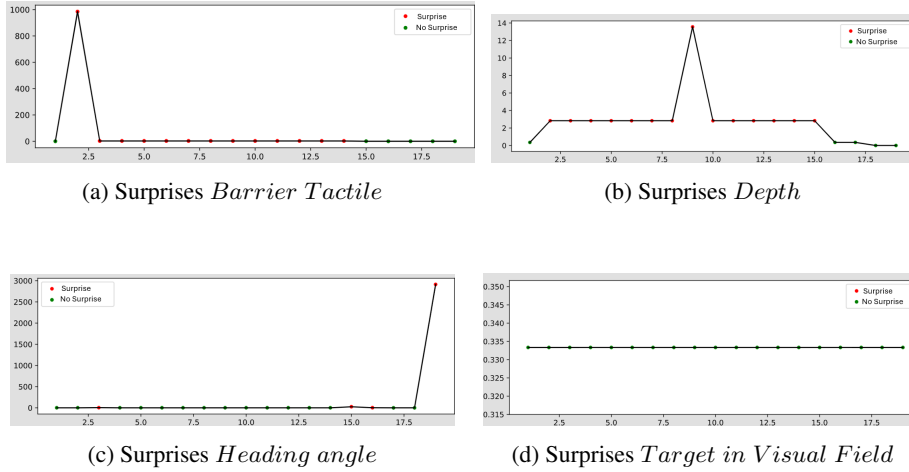 1000
800
600
400
200
0
2.5 5.0 7.5 10.0 12.5 15.0 17.5
Surprise
No Surprise
(a) Surprises Barrier Tactile
14
12
10
8
6
4
2
0
2.5 5.0 7.5 10.0 12.5 15.0 17.5
Surprise
No Surprise
(b) Surprises Depth
3000
2500
2000
1500
1000
500
0
2.5 5.0 7.5 10.0 12.5 15.0 17.5
Surprise
No Surprise
(c) Surprises Heading angle
0.350
0.345
0.340
0.335
0.330
0.325
0.320
0.315
2.5 5.0 7.5 10.0 12.5 15.0 17.5
Surprise
No Surprise
(d) Surprises Target in Visual Field